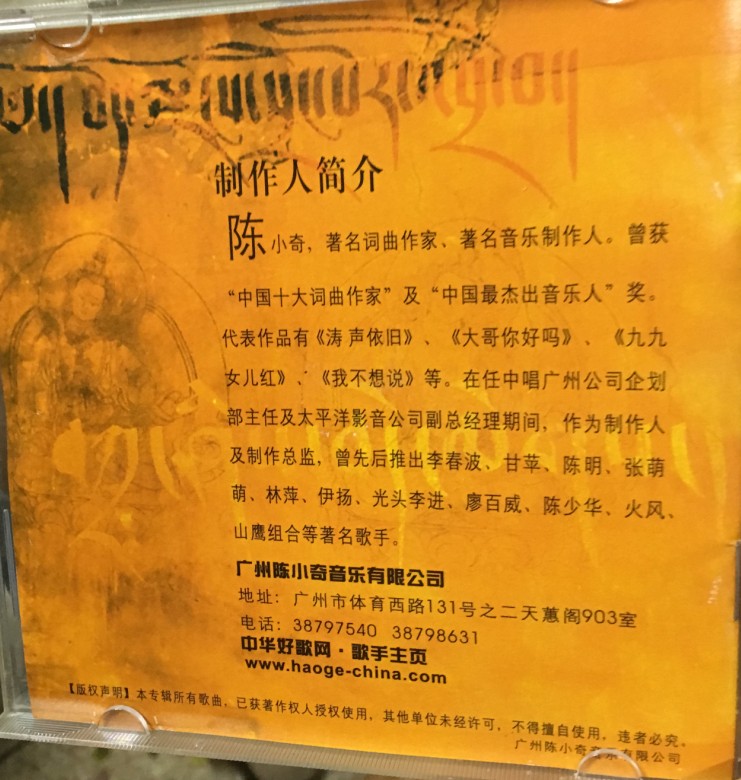 制作人简介
陈小奇，著名词曲作家、著名音乐制作人。曾获
“中国十大词曲作家”及“中国最杰出音乐人”奖。
代表作品有《涛声依旧》、《大哥你好吗》、《九九
女儿红》、《我不想说》等。在任中唱广州公司企划
部主任及太平洋影音公司副总经理期间，作为制作人
及制作总监，曾先后推出李春波、甘苹、陈明、张萌
萌、林萍、伊扬、光头李进、廖百威、陈少华、火风、
山鹰组合等著名歌手。
广州陈小奇音乐有限公司
地址：广州市体育西路131号之二天蕙阁903室
电话：38797540 38798631
中华好歌网·歌手主页
www.haoge-china.com
【版权声明】本专辑所有歌曲，已获著作权人授权使用，其他单位未经许可，不得擅自使用。违者必究。
广州陈小奇音乐有限公司